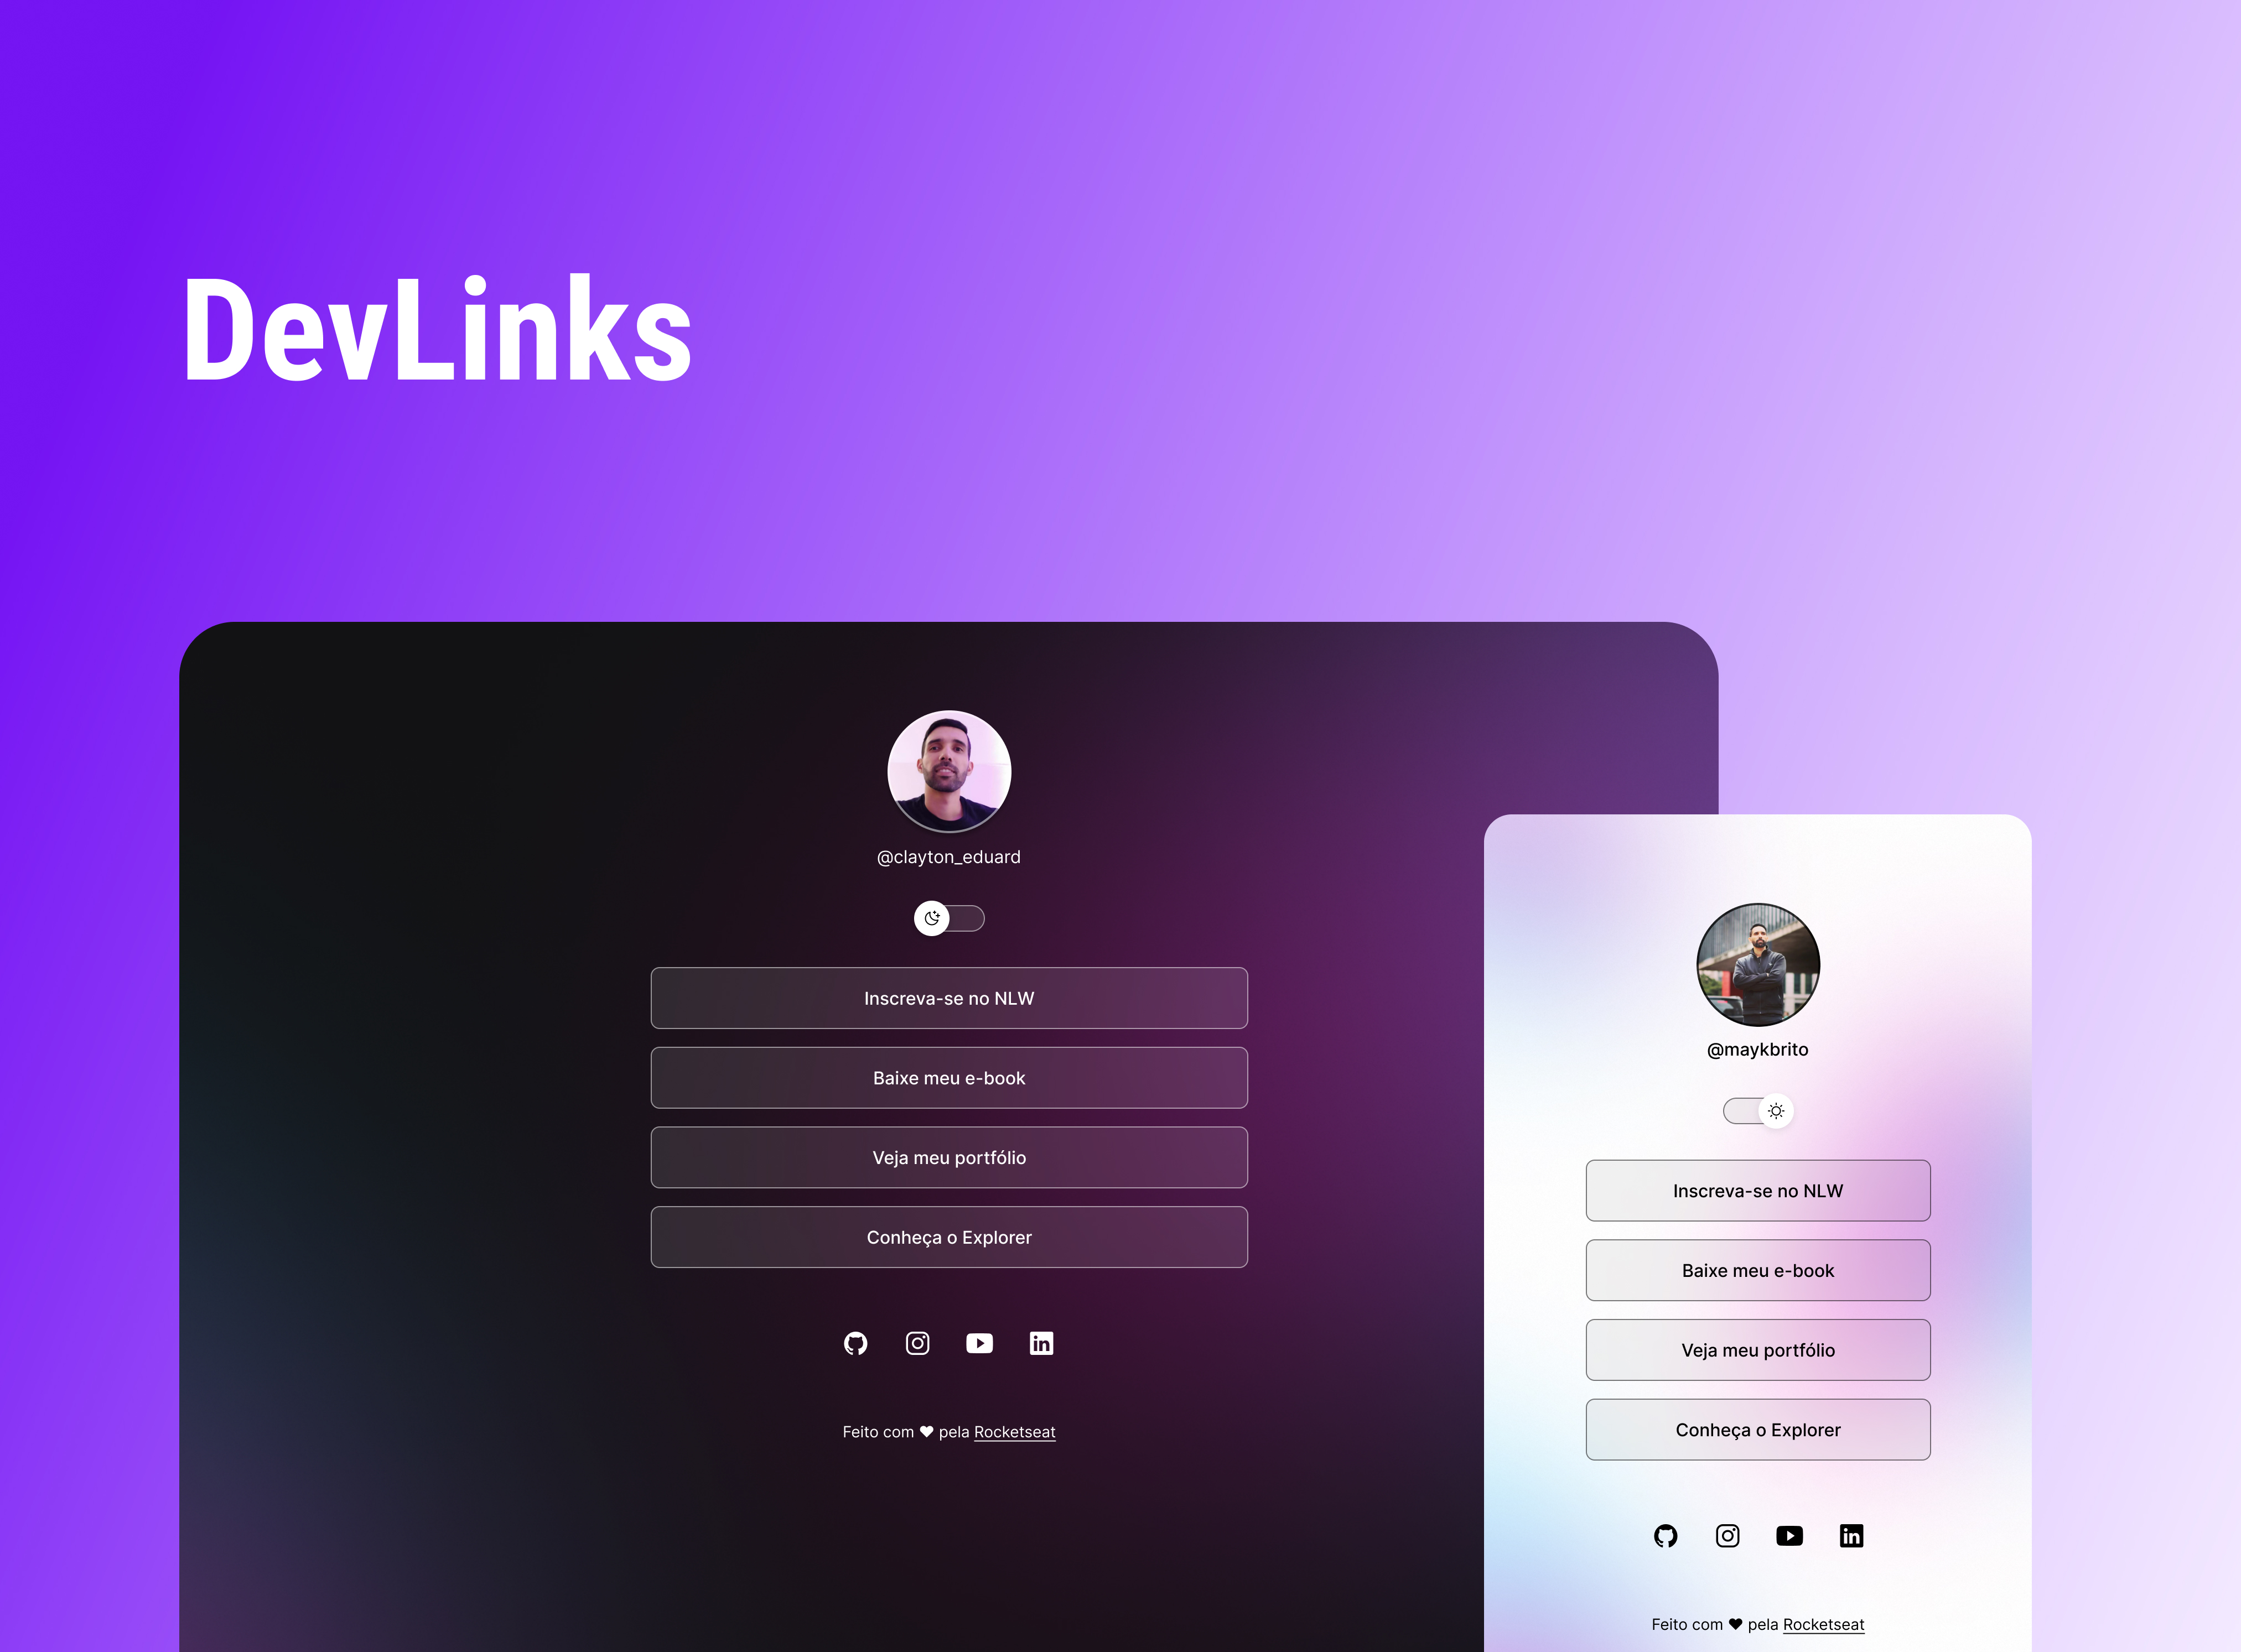 DevLinks
@clayton_eduard
Inscreva-se no NLW
Baixe meu e-book
Veja meu portfólio
Conheça o Explorer
Feito com ♥ pela Rocketseat
@maykbrito
Inscreva-se no NLW
Baixe meu e-book
Veja meu portfólio
Conheça o Explorer
Feito com ♥ pela Rocketseat